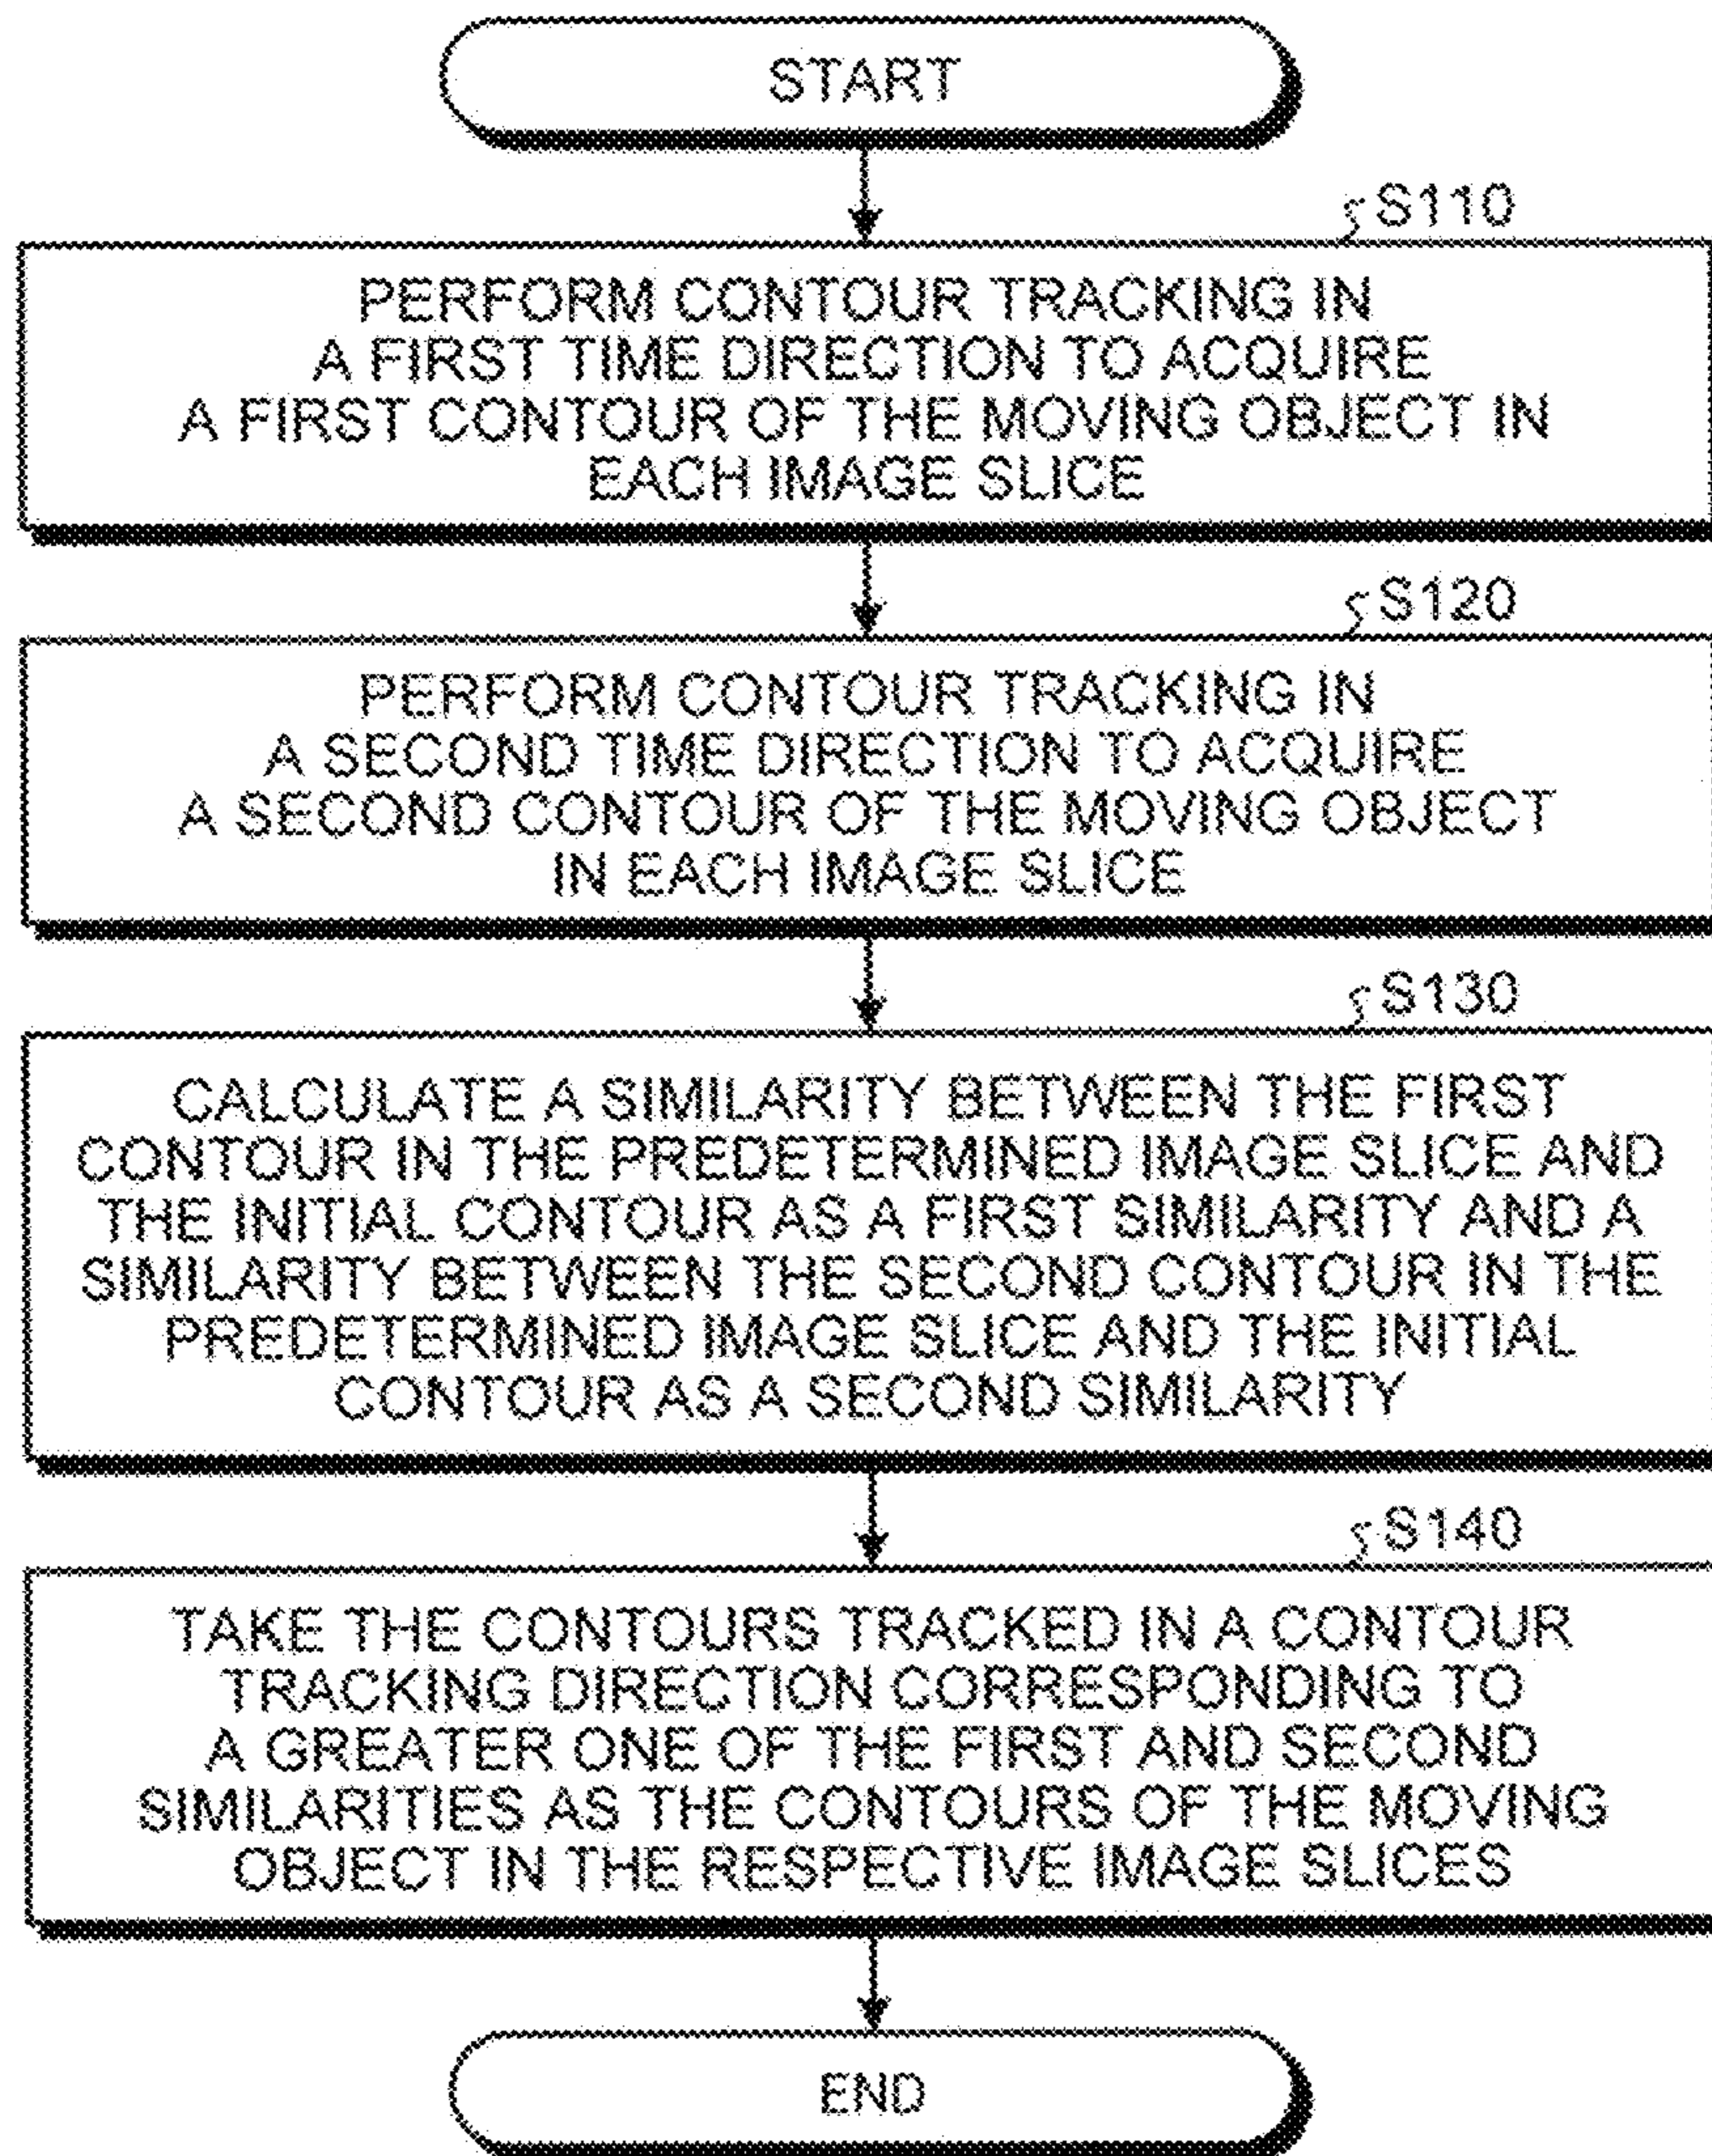 START
S110
PERFORM CONTOUR TRACKING IN
A FIRST TIME DIRECTION TO ACQUIRE
A FIRST CONTOUR OF THE MOVING OBJECT IN
EACH IMAGE SLICE
S120
PERFORM CONTOUR TRACKING IN
A SECOND TIME DIRECTION TO ACQUIRE
A SECOND CONTOUR OF THE MOVING OBJECT
IN EACH IMAGE SLICE
S130
CALCULATE A SIMILARITY BETWEEN THE FIRST
CONTOUR IN THE PREDETERMINED IMAGE SLICE AND
THE INITIAL CONTOUR AS A FIRST SIMILARITY AND A
SIMILARITY BETWEEN THE SECOND CONTOUR IN THE
PREDETERMINED IMAGE SLICE AND THE INITIAL
CONTOUR AS A SECOND SIMILARITY
S140
TAKE THE CONTOURS TRACKED IN A CONTOUR
TRACKING DIRECTION CORRESPONDING TO
A GREATER ONE OF THE FIRST AND SECOND
SIMILARITIES AS THE CONTOURS OF THE MOVING
OBJECT IN THE RESPECTIVE IMAGE SLICES
END